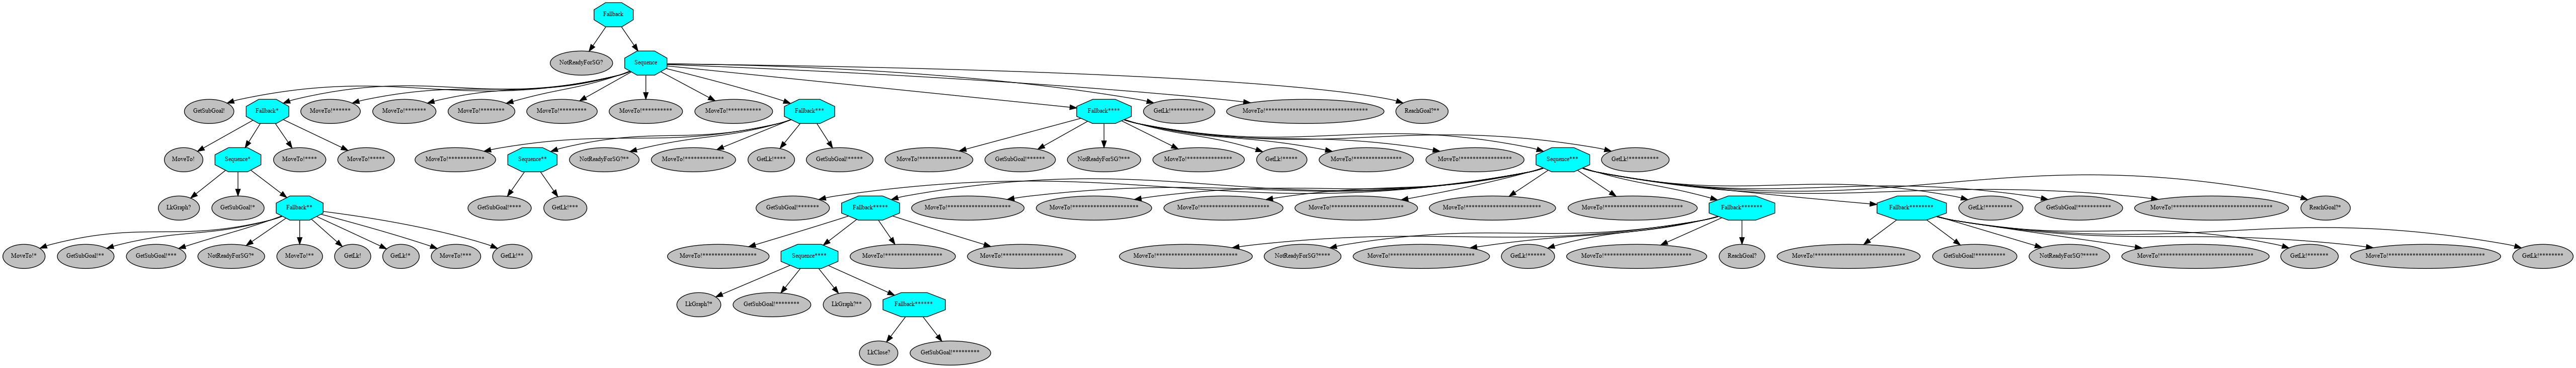 Fallback
NotReadyForSG? Sequence
GetSubGoal! Fallback* MoveTo!****** MoveTo!******* MoveTo!******** MoveTo!********* MoveTo!********** MoveTo!*********** Fallback*** Fallback**** GetLk!*********** MoveTo!********************************** ReachGoal?**
MoveTo! Sequence* MoveTo!**** MoveTo!***** MoveTo!************ Sequence** NotReadyForSG?** MoveTo!************* GetLk!**** GetSubGoal!***** MoveTo!************** GetSubGoal!****** NotReadyForSG?*** MoveTo!*************** GetLk!***** MoveTo!**************** MoveTo!***************** Sequence*** GetLk!**********
LkGraph? GetSubGoal!* Fallback** GetSubGoal!**** GetLk!*** GetSubGoal!******* Fallback***** MoveTo!********************* MoveTo!********************** MoveTo!*********************** MoveTo!************************ MoveTo!************************* MoveTo!************************** Fallback******* Fallback******** GetLk!********* GetSubGoal!*********** MoveTo!********************************* ReachGoal?*
MoveTo!* GetSubGoal!** GetSubGoal!*** NotReadyForSG?* MoveTo!** GetLk! GetLk!* MoveTo!*** GetLk!** MoveTo!****************** Sequence**** MoveTo!******************* MoveTo!******************** MoveTo!*************************** NotReadyForSG?**** MoveTo!**************************** GetLk!****** MoveTo!***************************** ReachGoal? MoveTo!****************************** GetSubGoal!********** NotReadyForSG?***** MoveTo!******************************* GetLk!******* MoveTo!******************************** GetLk!********
LkGraph?* GetSubGoal!******** LkGraph?** Fallback******
LkClose? GetSubGoal!*********